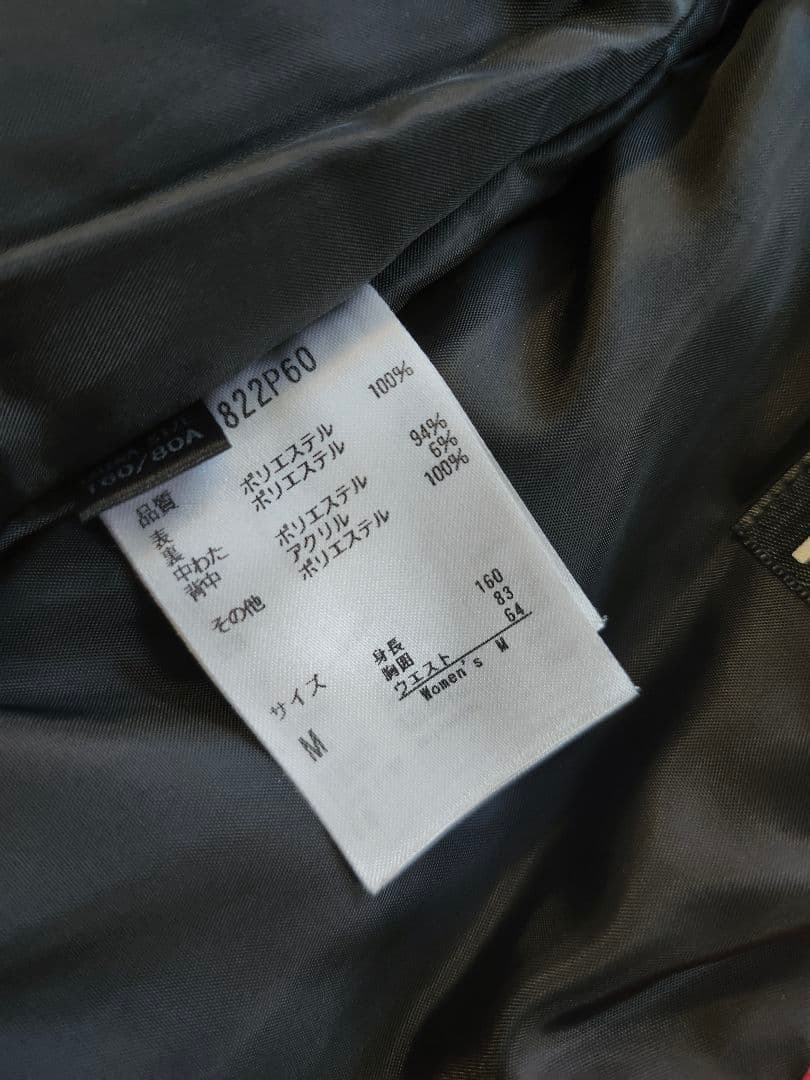 160/80A
822P60
品質
表 ポリエステル 100%
裏 ポリエステル
中わた ポリエステル 94%
背中 アクリル 6%
ポリエステル 100%
その他
サイズ
M
身長 160
胸囲 83
ウエスト 64
Women's M